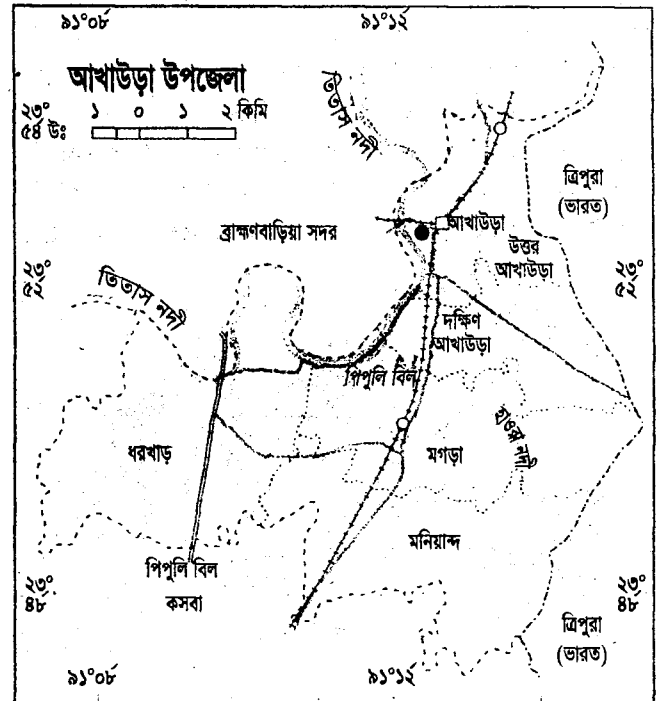 ৯১°০৮´
৯১°১২´
আখাউড়া উপজেলা
২৩°
৫৪´উঃ
১ ০ ১ ২ কিমি
তিতাস নদী
ত্রিপুরা
(ভারত)
ব্রাহ্মণবাড়িয়া সদর
আখাউড়া
উত্তর
আখাউড়া
২৩°
৫২´
২৩°
৫২´
তিতাস নদী
দক্ষিণ
আখাউড়া
পিপুলি বিল
ধরখাড়
মগড়া
হাওড়া নদী
মনিয়ান্দ
পিপুলি বিল
কসবা
২৩°
৪৮´
২৩°
৪৮´
ত্রিপুরা
(ভারত)
৯১°০৮´
৯১°১২´